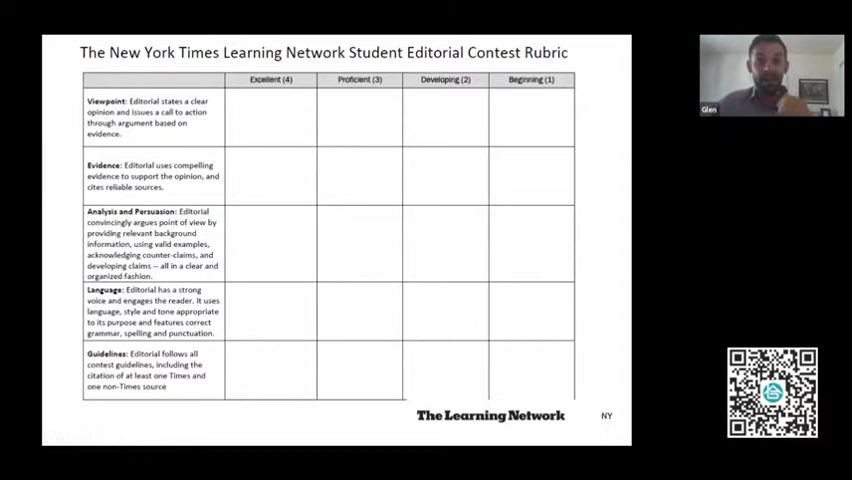 The New York Times Learning Network Student Editorial Contest Rubric
Excellent (4)
Proficient (3)
Developing (2)
Beginning (1)
Viewpoint: Editorial states a clear
opinion and issues a call to action
through argument based on
evidence.
Evidence: Editorial uses compelling
evidence to support the opinion, and
cites reliable sources.
Analysis and Persuasion: Editorial
convincingly argues point of view by
providing relevant background
information, using valid examples,
acknowledging counter-claims, and
developing claims -- all in a clear and
organized fashion.
Language: Editorial has a strong
voice and engages the reader. It uses
language, style and tone appropriate
to its purpose and features correct
grammar, spelling and punctuation.
Guidelines: Editorial follows all
contest guidelines, including the
citation of at least one Times and
one non-Times source
The Learning Network
NY
Glen